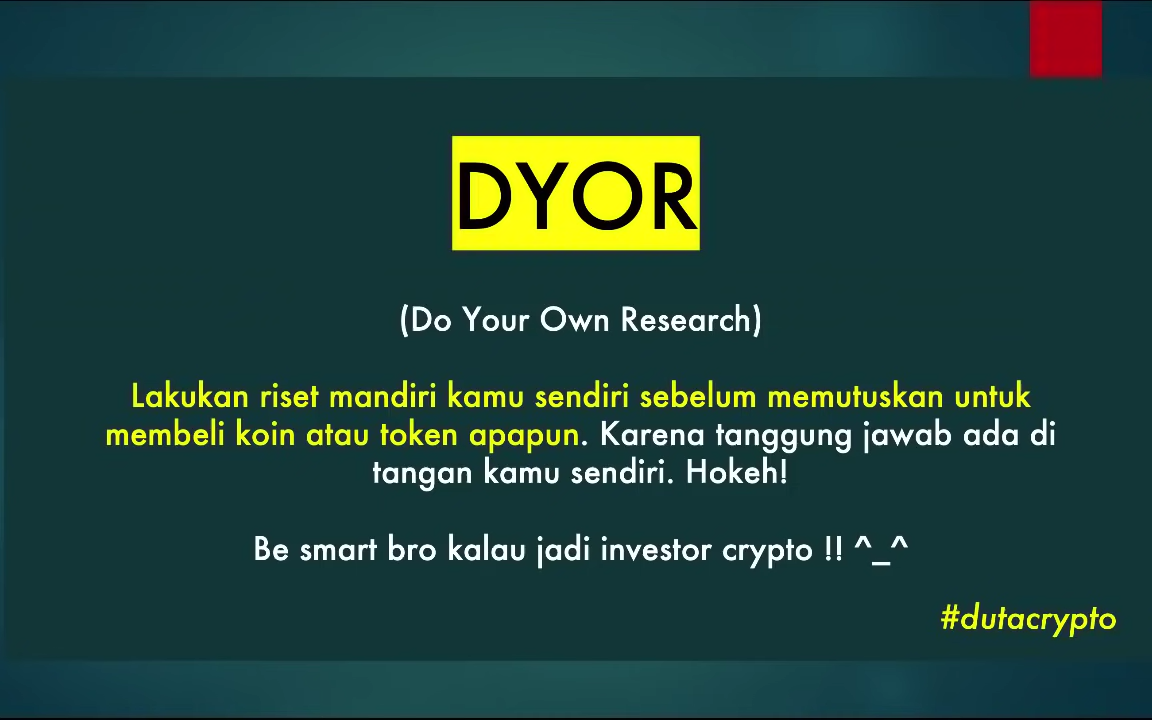 DYOR
(Do Your Own Research)
Lakukan riset mandiri kamu sendiri sebelum memutuskan untuk
membeli koin atau token apapun. Karena tanggung jawab ada di
tangan kamu sendiri. Hokeh!
Be smart bro kalau jadi investor crypto !! ^_^
#dutacrypto